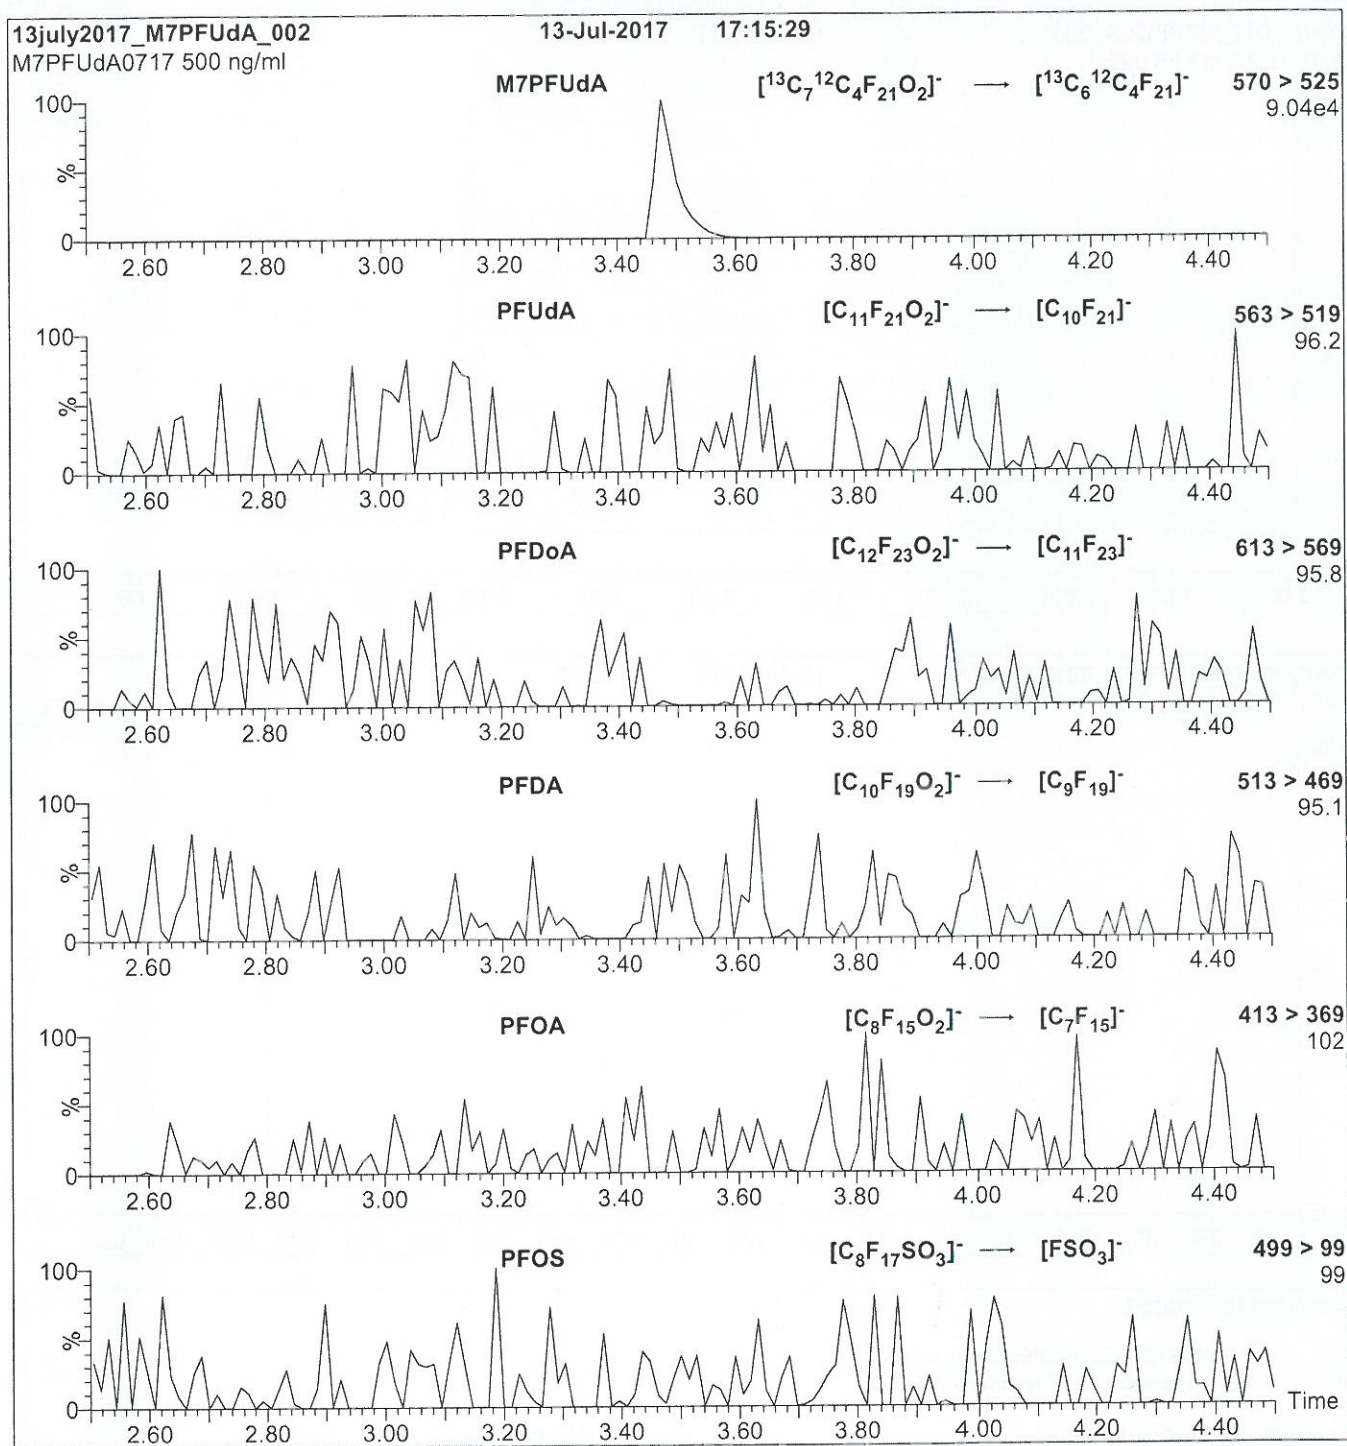 13july2017_M7PFUdA_002 13-Jul-2017 17:15:29
M7PFUdA0717 500 ng/ml
M7PFUdA [¹³C₇¹²C₄F₂₁O₂]⁻ → [¹³C₆¹²C₄F₂₁]⁻ 570 > 525
9.04e4
100
%
0
2.60 2.80 3.00 3.20 3.40 3.60 3.80 4.00 4.20 4.40
PFUdA [C₁₁F₂₁O₂]⁻ → [C₁₀F₂₁]⁻ 563 > 519
96.2
100
%
0
2.60 2.80 3.00 3.20 3.40 3.60 3.80 4.00 4.20 4.40
PFDoA [C₁₂F₂₃O₂]⁻ → [C₁₁F₂₃]⁻ 613 > 569
95.8
100
%
0
2.60 2.80 3.00 3.20 3.40 3.60 3.80 4.00 4.20 4.40
PFDA [C₁₀F₁₉O₂]⁻ → [C₉F₁₉]⁻ 513 > 469
95.1
100
%
0
2.60 2.80 3.00 3.20 3.40 3.60 3.80 4.00 4.20 4.40
PFOA [C₈F₁₅O₂]⁻ → [C₇F₁₅]⁻ 413 > 369
102
100
%
0
2.60 2.80 3.00 3.20 3.40 3.60 3.80 4.00 4.20 4.40
PFOS [C₈F₁₇SO₃]⁻ → [FSO₃]⁻ 499 > 99
99
100
%
0
Time
2.60 2.80 3.00 3.20 3.40 3.60 3.80 4.00 4.20 4.40